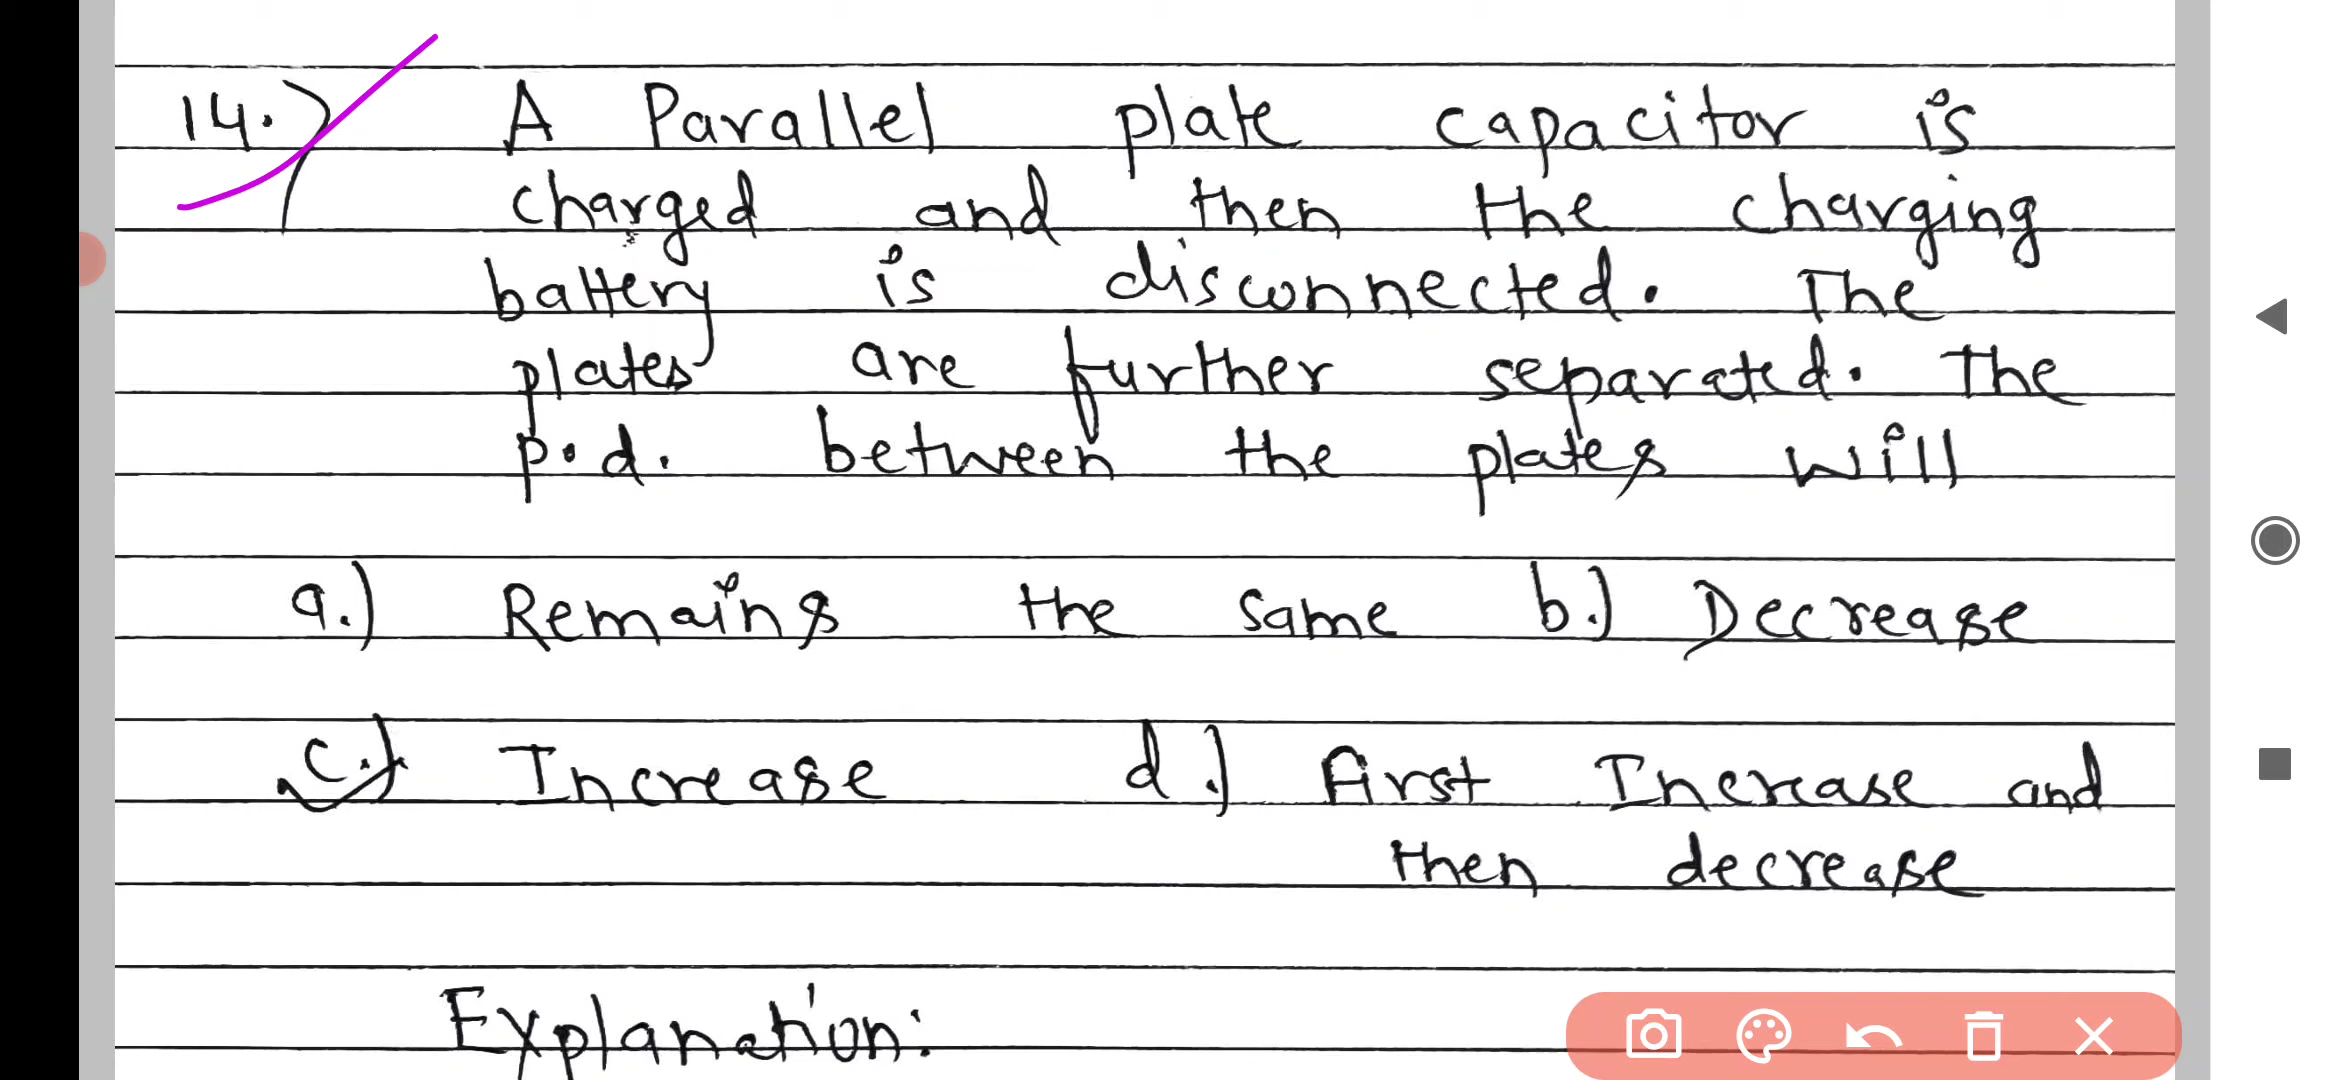 14.) A Parallel plate capacitor is
charged and then the charging
battery is disconnected. The
plates are further separated. The
p.d. between the plates will
a.) Remains the same b.) Decrease
c.) Increase d.) First Increase and
then decrease
Explanation: